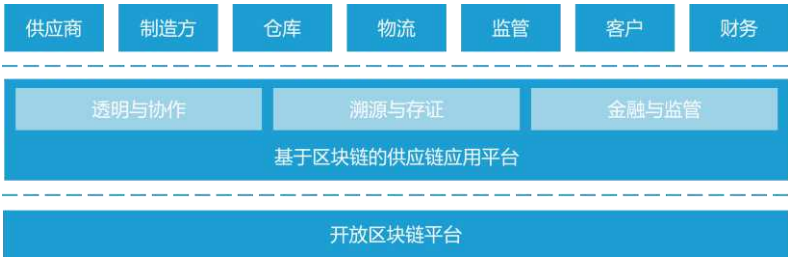 供应商 制造方 仓库 物流 监管 客户 财务
透明与协作 溯源与存证 金融与监管
基于区块链的供应链应用平台
开放区块链平台